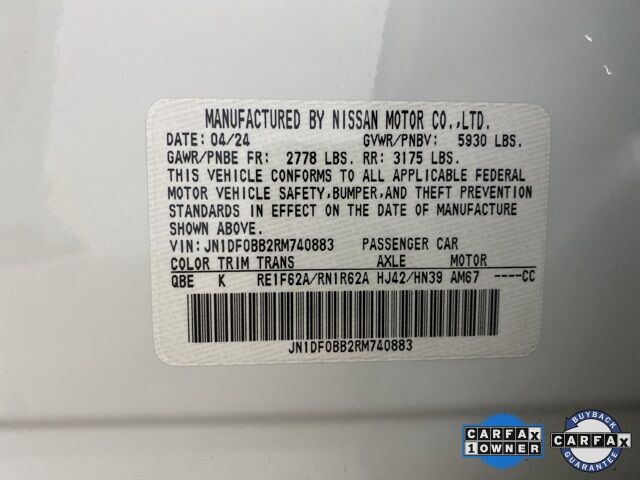 MANUFACTURED BY NISSAN MOTOR CO.,LTD.
DATE: 04/24 GVWR/PNBV: 5930 LBS.
GAWR/PNBE FR: 2778 LBS. RR: 3175 LBS.
THIS VEHICLE CONFORMS TO ALL APPLICABLE FEDERAL
MOTOR VEHICLE SAFETY,BUMPER,AND THEFT PREVENTION
STANDARDS IN EFFECT ON THE DATE OF MANUFACTURE
SHOWN ABOVE.
VIN: JN1DF0BB2RM740883 PASSENGER CAR
COLOR TRIM TRANS AXLE MOTOR
QBE K RE1F62A/RN1R62A HJ42/HN39 AM67 ----CC
JN1DF0BB2RM740883
CARFAX
1 OWNER
BUYBACK
CARFAX
GUARANTEE